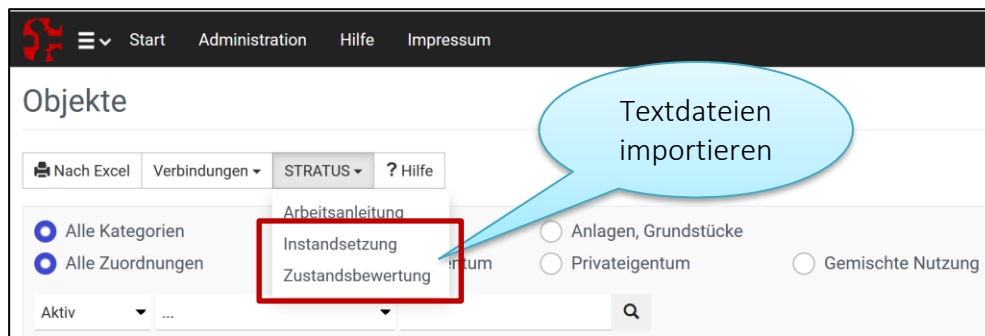 Start Administration Hilfe Impressum
Objekte
Textdateien
importieren
Nach Excel Verbindungen STRATUS ? Hilfe
Arbeitsanleitung
Instandsetzung
Zustandsbewertung
Alle Kategorien Anlagen, Grundstücke
Alle Zuordnungen Privateigentum Gemischte Nutzung
Aktiv ...